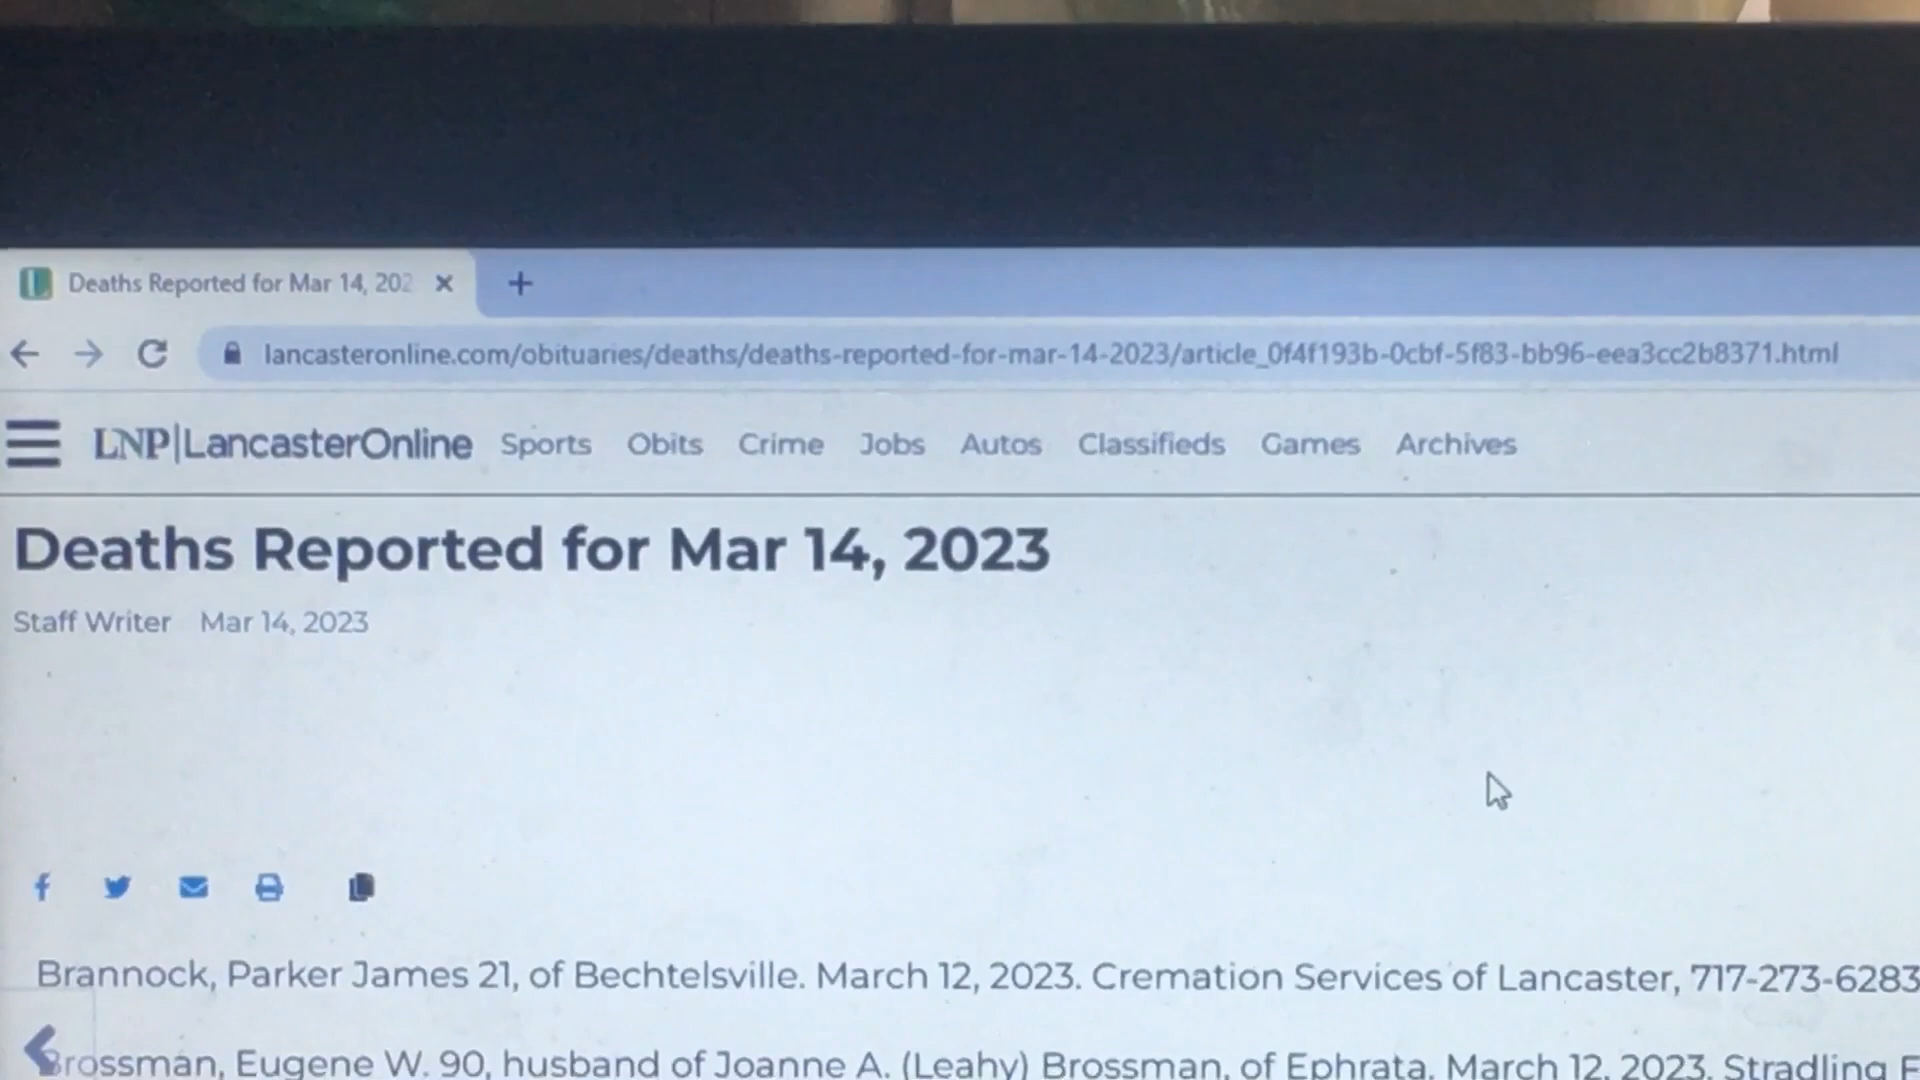 Deaths Reported for Mar 14, 202
lancasteronline.com/obituaries/deaths/deaths-reported-for-mar-14-2023/article_0f4f193b-0cbf-5f83-bb96-eea3cc2b8371.html
LNP|LancasterOnline Sports Obits Crime Jobs Autos Classifieds Games Archives
Deaths Reported for Mar 14, 2023
Staff Writer Mar 14, 2023
Brannock, Parker James 21, of Bechtelsville. March 12, 2023. Cremation Services of Lancaster, 717-273-6283
Brossman, Eugene W. 90, husband of Joanne A. (Leahy) Brossman, of Ephrata. March 12, 2023. Stradling F